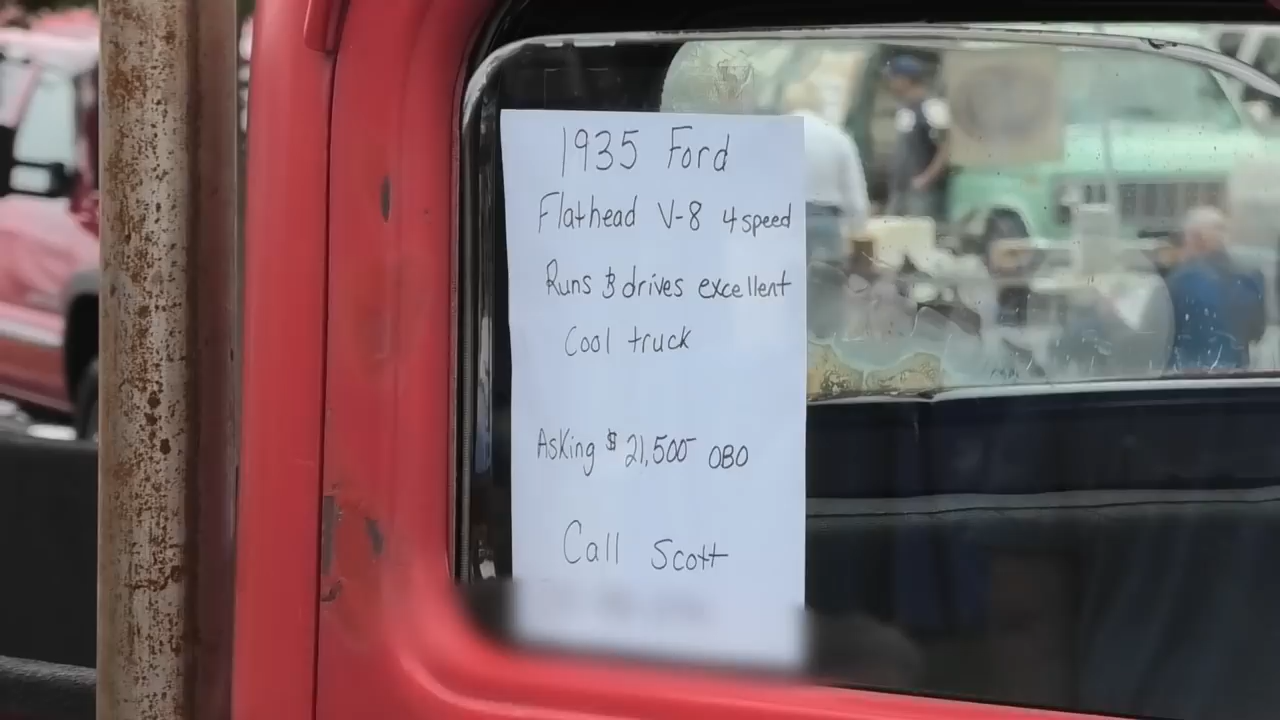 1935 Ford
Flathead V-8 4 speed
Runs & drives excellent
Cool truck
Asking $21,500 OBO
Call Scott